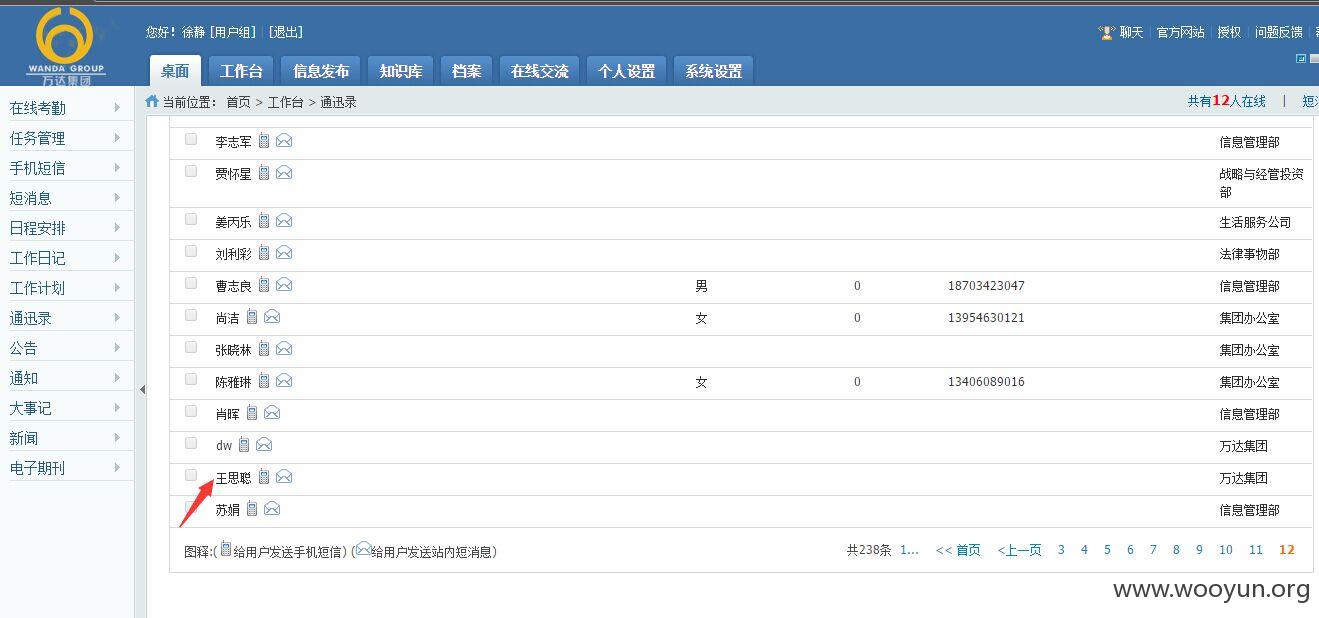 WANDA GROUP
万达集团
您好! 徐静 [用户组] [退出]
聊天 官方网站 授权 问题反馈
桌面 工作台 信息发布 知识库 档案 在线交流 个人设置 系统设置
当前位置: 首页 > 工作台 > 通迅录
共有12人在线 |
在线考勤
任务管理
手机短信
短消息
日程安排
工作日记
工作计划
通迅录
公告
通知
大事记
新闻
电子期刊
李志军 信息管理部
贾怀星 战略与经管投资
部
姜丙乐 生活服务公司
刘利彩 法律事物部
曹志良 男 0 18703423047 信息管理部
尚洁 女 0 13954630121 集团办公室
张晓林 集团办公室
陈雅琳 女 0 13406089016 集团办公室
肖晖 信息管理部
dw 万达集团
王思聪 万达集团
苏娟 信息管理部
图释:( 给用户发送手机短信) ( 给用户发送站内短消息)
共238条 1... << 首页 <上一页 3 4 5 6 7 8 9 10 11 12
www.wooyun.org